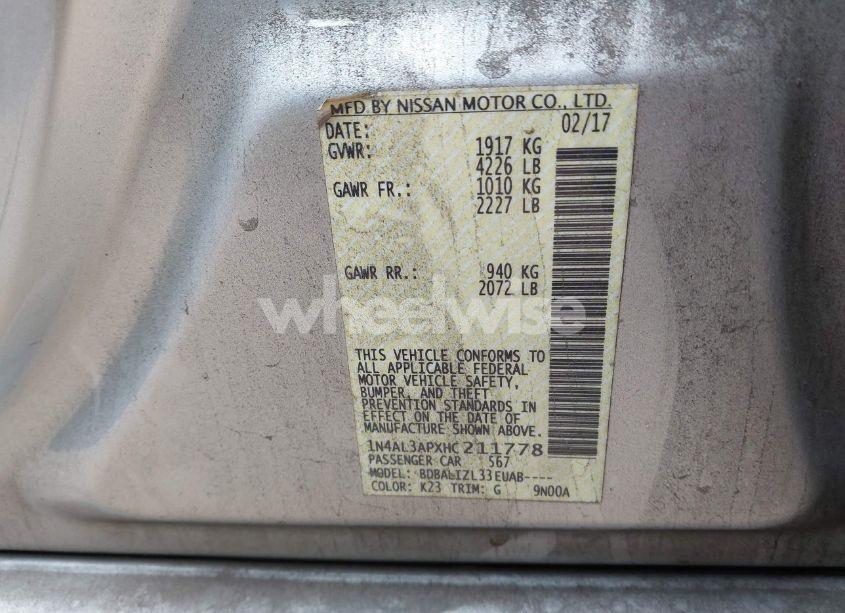 MFD BY NISSAN MOTOR CO., LTD.
DATE: 02/17
GVWR: 1917 KG
4226 LB
GAWR FR.: 1010 KG
2227 LB
GAWR RR.: 940 KG
2072 LB
wheelwise
THIS VEHICLE CONFORMS TO
ALL APPLICABLE FEDERAL
MOTOR VEHICLE SAFETY,
BUMPER, AND THEFT
PREVENTION STANDARDS IN
EFFECT ON THE DATE OF
MANUFACTURE SHOWN ABOVE.
1N4AL3APXHC211778
PASSENGER CAR S67
MODEL: BDBALIZL33EUAB----
COLOR: K23 TRIM: G 9N00A